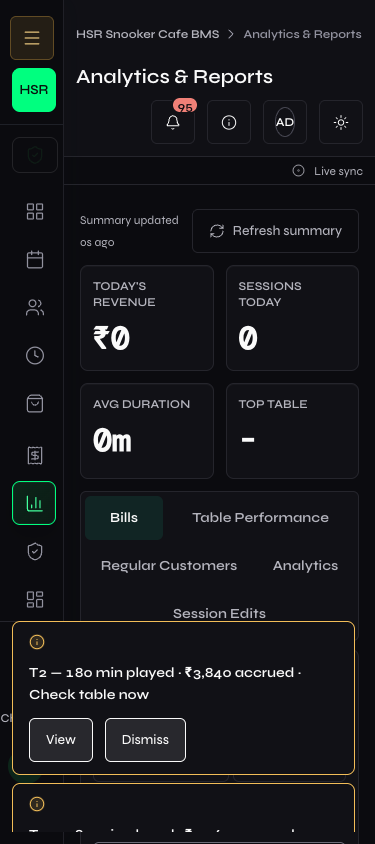 HSR Snooker Cafe BMS > Analytics & Reports
HSR
Analytics & Reports
95
AD
Live sync
Summary updated
0s ago
Refresh summary
TODAY'S
REVENUE
₹0
SESSIONS
TODAY
0
AVG DURATION
0m
TOP TABLE
-
Bills
Table Performance
Regular Customers
Analytics
Session Edits
T2 — 180 min played · ₹3,840 accrued ·
Check table now
View
Dismiss